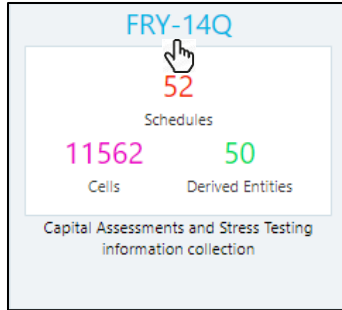 FRY-14Q
52
Schedules
11562 50
Cells Derived Entities
Capital Assessments and Stress Testing
information collection